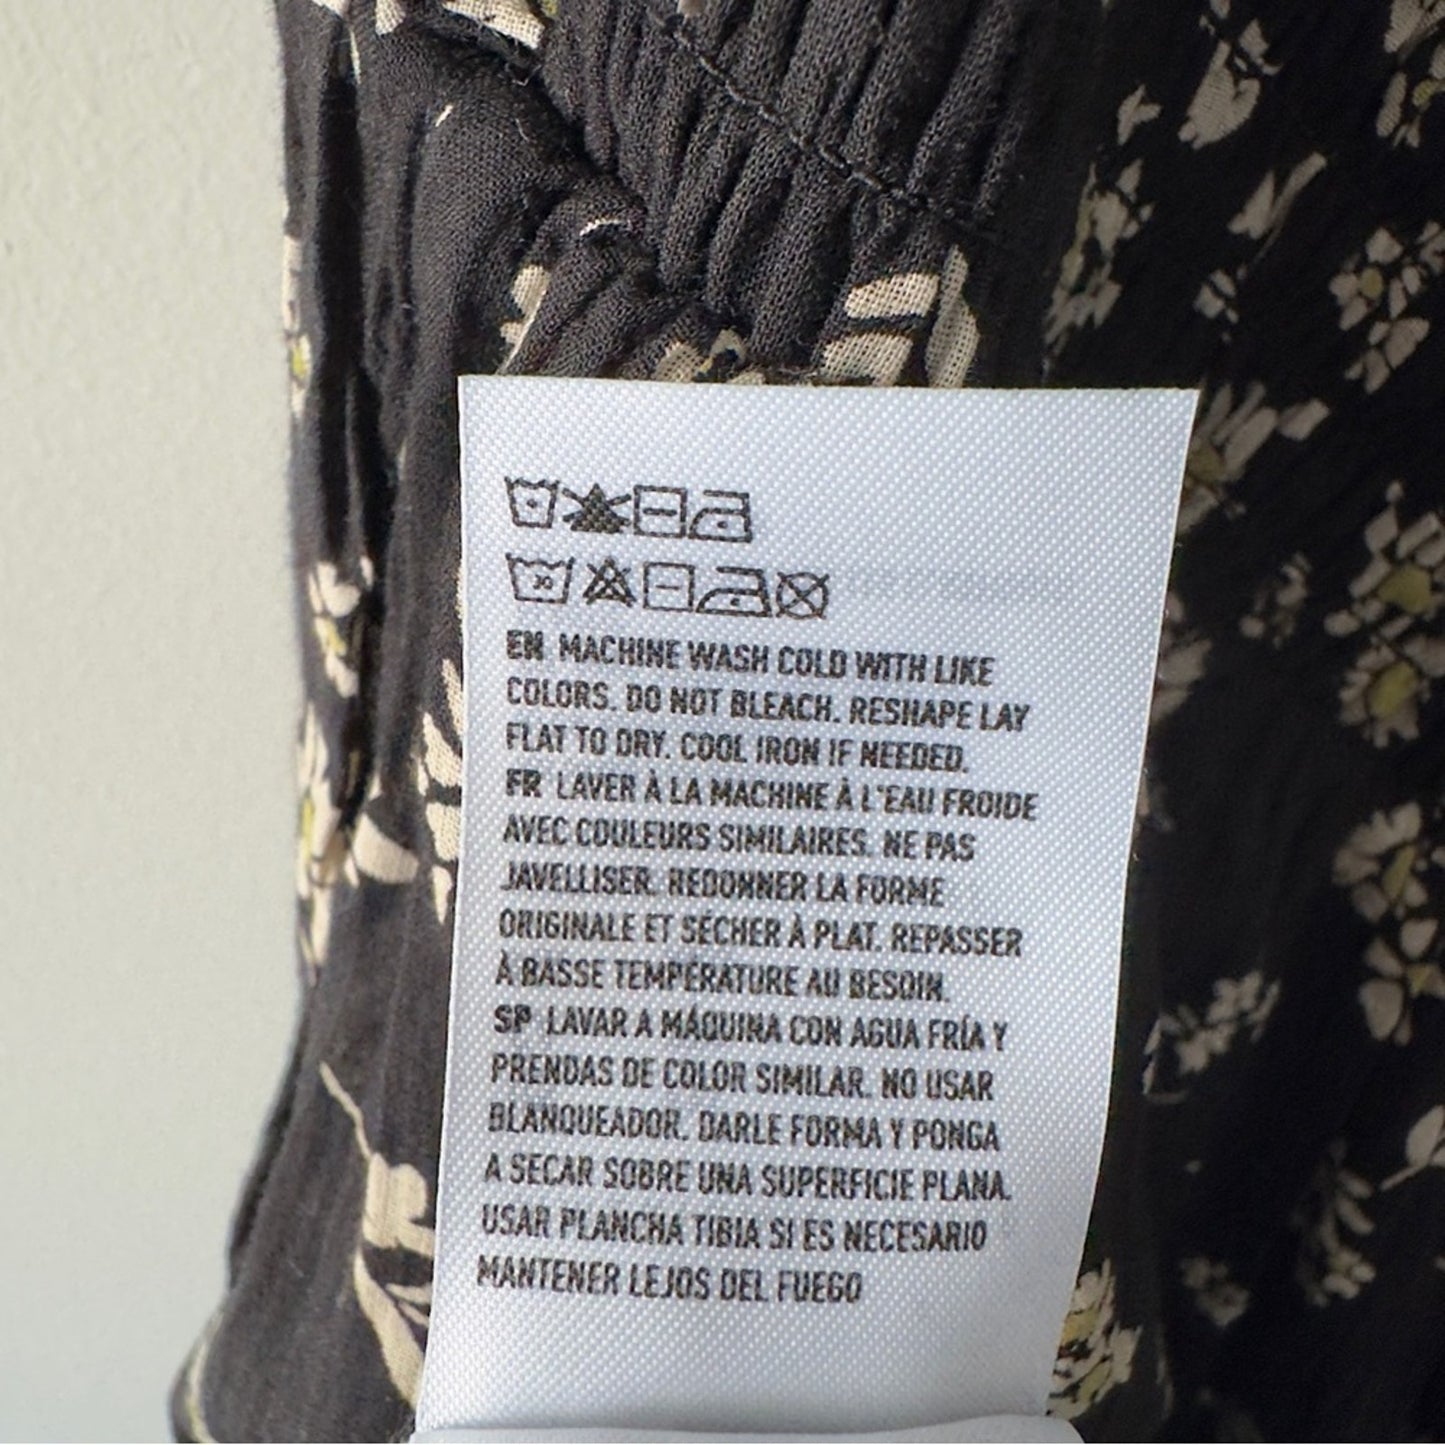 30
EN MACHINE WASH COLD WITH LIKE
COLORS. DO NOT BLEACH. RESHAPE LAY
FLAT TO DRY. COOL IRON IF NEEDED.
FR LAVER À LA MACHINE À L'EAU FROIDE
AVEC COULEURS SIMILAIRES. NE PAS
JAVELLISER. REDONNER LA FORME
ORIGINALE ET SÉCHER À PLAT. REPASSER
À BASSE TEMPÉRATURE AU BESOIN.
SP LAVAR A MÁQUINA CON AGUA FRÍA Y
PRENDAS DE COLOR SIMILAR. NO USAR
BLANQUEADOR. DARLE FORMA Y PONGA
A SECAR SOBRE UNA SUPERFICIE PLANA.
USAR PLANCHA TIBIA SI ES NECESARIO
MANTENER LEJOS DEL FUEGO